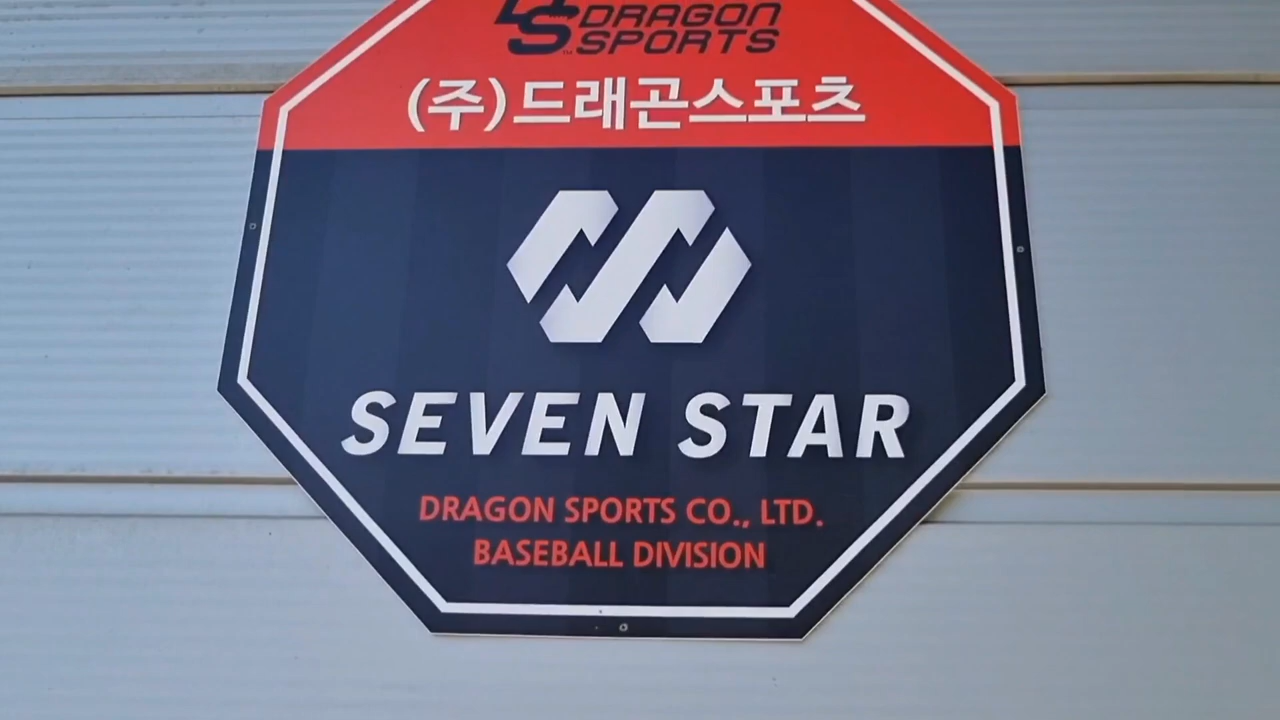 DS DRAGON
SPORTS
(주)드래곤스포츠
SEVEN STAR
DRAGON SPORTS CO., LTD.
BASEBALL DIVISION